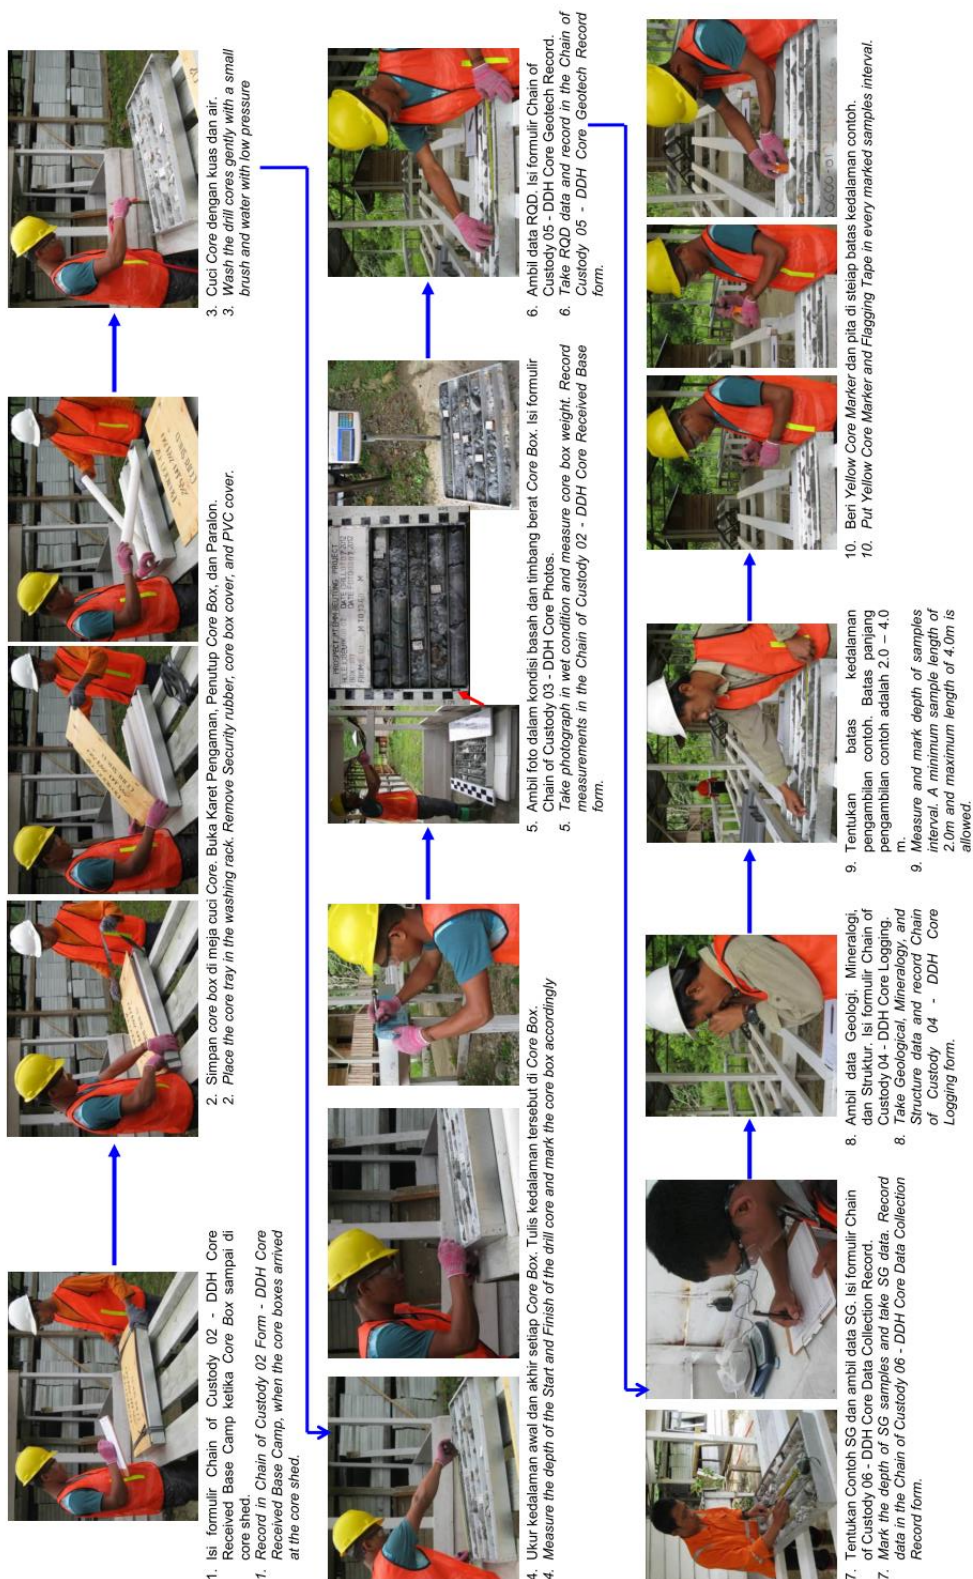 1. Isi formulir Chain of Custody 02 - DDH Core
Received Base Camp ketika Core Box sampai di
core shed.
1. Record in Chain of Custody 02 Form - DDH Core
Received Base Camp, when the core boxes arrived
at the core shed.
2. Simpan core box di meja cuci Core. Buka Karet Pengaman, Penutup Core Box, dan Paralon.
2. Place the core tray in the washing rack. Remove Security rubber, core box cover, and PVC cover.
3. Cuci Core dengan kuas dan air.
3. Wash the drill cores gently with a small
brush and water with low pressure
4. Ukur kedalaman awal dan akhir setiap Core Box. Tulis kedalaman tersebut di Core Box.
4. Measure the depth of the Start and Finish of the drill core and mark the core box accordingly
5. Ambil foto dalam kondisi basah dan timbang berat Core Box. Isi formulir
Chain of Custody 03 - DDH Core Photos.
5. Take photograph in wet condition and measure core box weight. Record
measurements in the Chain of Custody 02 - DDH Core Received Base
form.
6. Ambil data RQD. Isi formulir Chain of
Custody 05 - DDH Core Geotech Record.
6. Take RQD data and record in the Chain of
Custody 05 - DDH Core Geotech Record
form.
7. Tentukan Contoh SG dan ambil data SG. Isi formulir Chain
of Custody 06 - DDH Core Data Collection Record.
7. Mark the depth of SG samples and take SG data. Record
data in the Chain of Custody 06 - DDH Core Data Collection
Record form.
8. Ambil data Geologi, Mineralogi,
dan Struktur. Isi formulir Chain of
Custody 04 - DDH Core Logging.
8. Take Geological, Mineralogy, and
Structure data and record Chain
of Custody 04 - DDH Core
Logging form.
9. Tentukan batas kedalaman
pengambilan contoh. Batas panjang
pengambilan contoh adalah 2.0 – 4.0
m.
9. Measure and mark depth of samples
interval. A minimum sample length of
2.0m and maximum length of 4.0m is
allowed.
10. Beri Yellow Core Marker dan pita di steiap batas kedalaman contoh.
10. Put Yellow Core Marker and Flagging Tape in every marked samples interval.